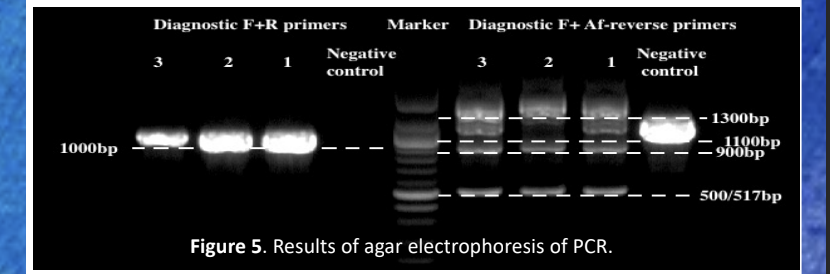 Diagnostic F+R primers Marker Diagnostic F+ Af-reverse primers
3 2 1 Negative control 3 2 1 Negative control
1300bp
1000bp 1100bp
900bp
500/517bp
Figure 5. Results of agar electrophoresis of PCR.